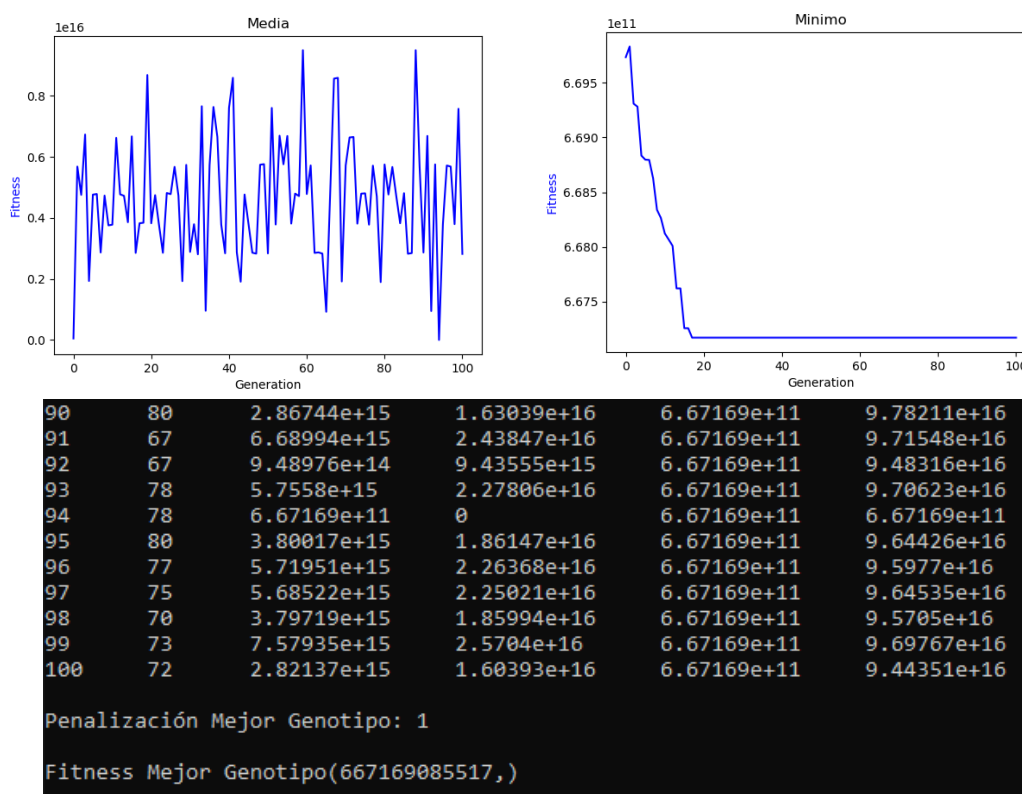 Media
1e16
0.8
0.6
0.4
0.2
0.0
Fitness
0 20 40 60 80 100
Generation
Minimo
1e11
6.695
6.690
6.685
6.680
6.675
Fitness
0 20 40 60 80 100
Generation
90 80 2.86744e+15 1.63039e+16 6.67169e+11 9.78211e+16
91 67 6.68994e+15 2.43847e+16 6.67169e+11 9.71548e+16
92 67 9.48976e+14 9.43555e+15 6.67169e+11 9.48316e+16
93 78 5.7558e+15 2.27806e+16 6.67169e+11 9.70623e+16
94 78 6.67169e+11 0 6.67169e+11 6.67169e+11
95 80 3.80017e+15 1.86147e+16 6.67169e+11 9.64426e+16
96 77 5.71951e+15 2.26368e+16 6.67169e+11 9.5977e+16
97 75 5.68522e+15 2.25021e+16 6.67169e+11 9.64535e+16
98 70 3.79719e+15 1.85994e+16 6.67169e+11 9.5705e+16
99 73 7.57935e+15 2.5704e+16 6.67169e+11 9.69767e+16
100 72 2.82137e+15 1.60393e+16 6.67169e+11 9.44351e+16
Penalización Mejor Genotipo: 1
Fitness Mejor Genotipo(667169085517,)